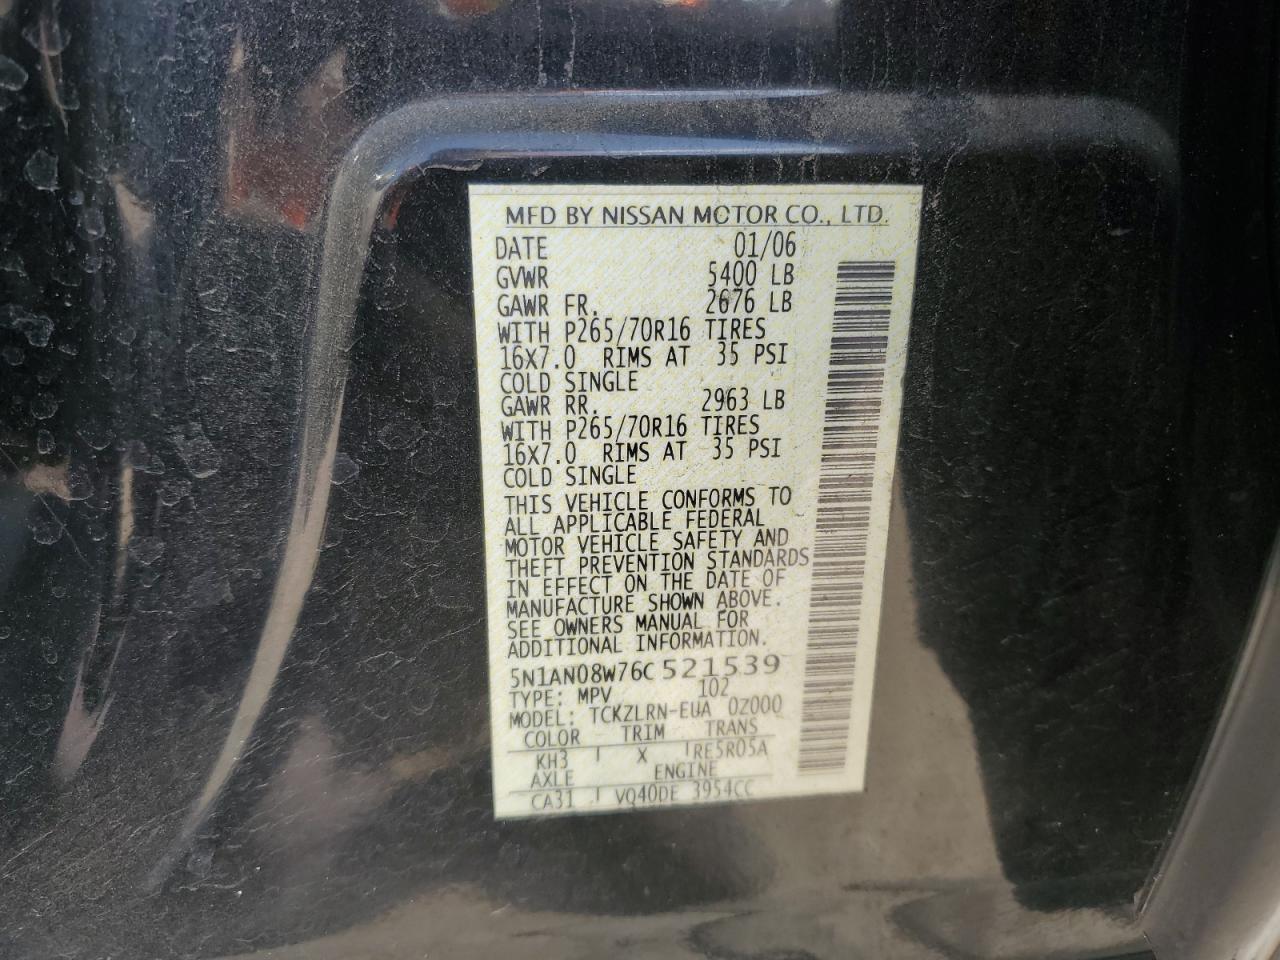 MFD BY NISSAN MOTOR CO., LTD.
DATE 01/06
GVWR 5400 LB
GAWR FR. 2676 LB
WITH P265/70R16 TIRES
16X7.0 RIMS AT 35 PSI
COLD SINGLE
GAWR RR. 2963 LB
WITH P265/70R16 TIRES
16X7.0 RIMS AT 35 PSI
COLD SINGLE
THIS VEHICLE CONFORMS TO
ALL APPLICABLE FEDERAL
MOTOR VEHICLE SAFETY AND
THEFT PREVENTION STANDARDS
IN EFFECT ON THE DATE OF
MANUFACTURE SHOWN ABOVE.
SEE OWNERS MANUAL FOR
ADDITIONAL INFORMATION.
5N1AN08W76C521539
TYPE: MPV 102
MODEL: TCKZLRN-EUA 0Z000
COLOR TRIM TRANS
KH3 | X | RE5R05A
AXLE ENGINE
CA31 | VQ40DE 3954CC